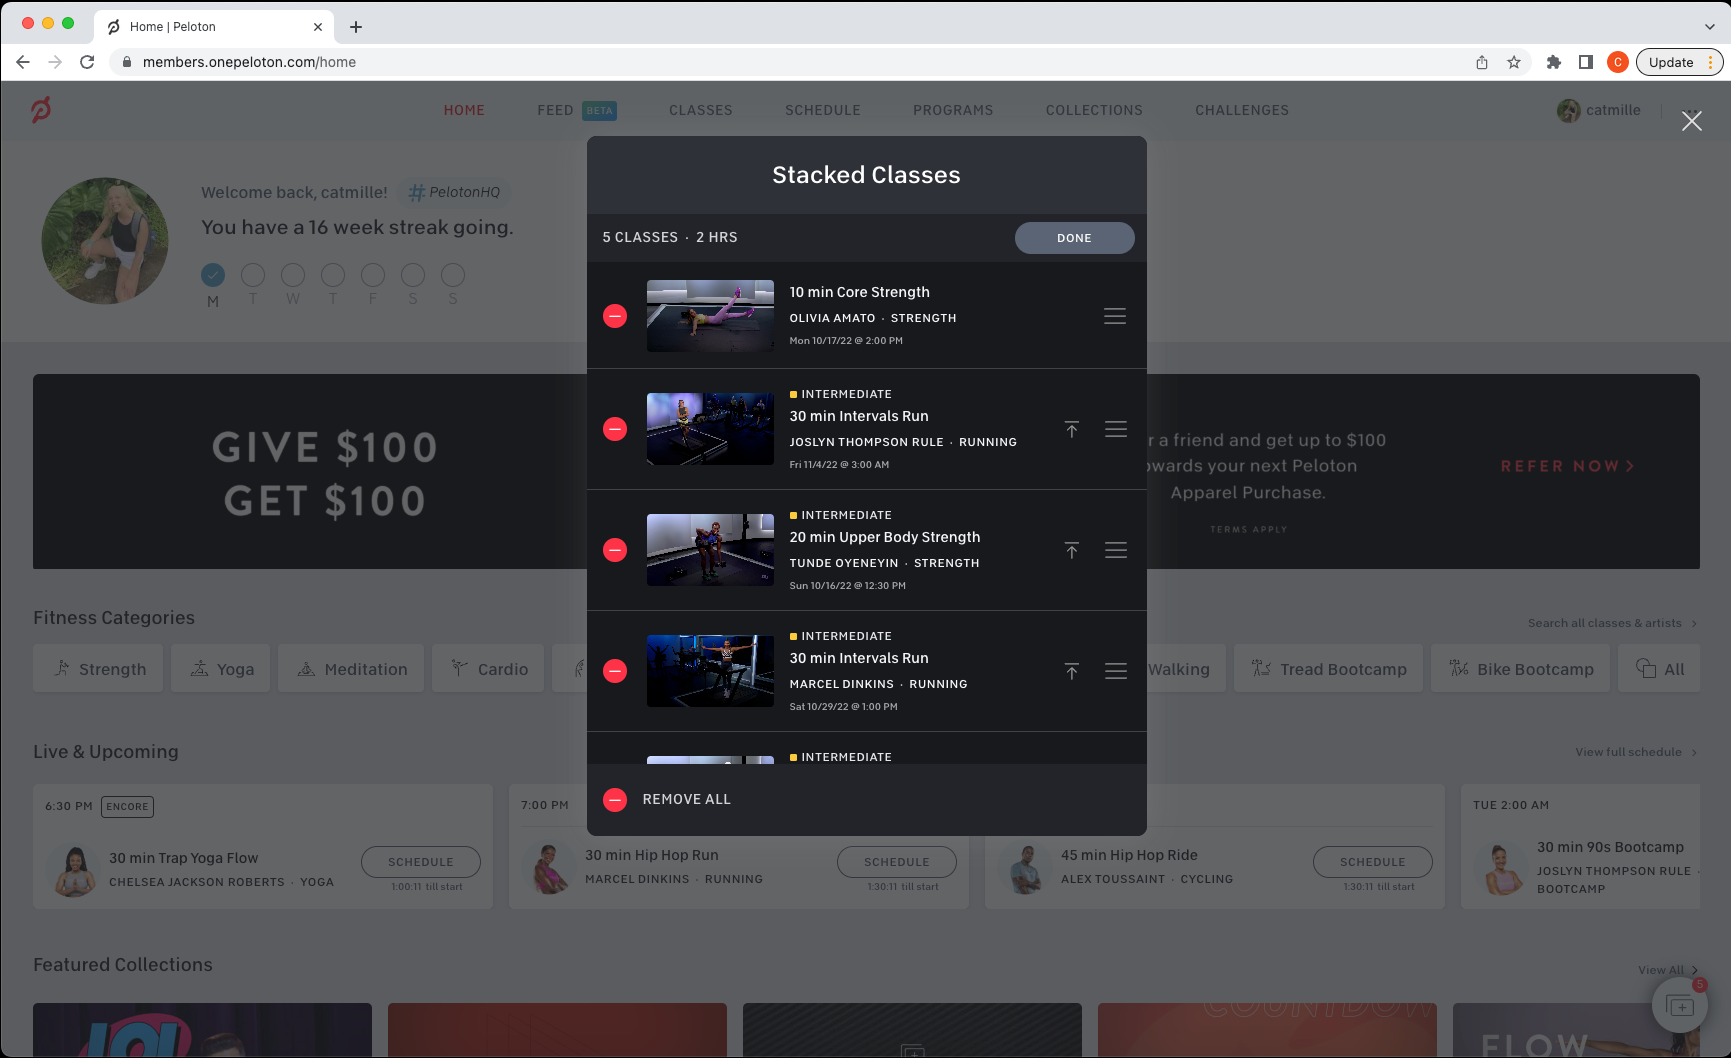 Home | Peloton
members.onepeloton.com/home
C
Update
HOME
FEED BETA
CLASSES
SCHEDULE
PROGRAMS
COLLECTIONS
CHALLENGES
catmille
Welcome back, catmille! #PelotonHQ
You have a 16 week streak going.
M T W T F S S
GIVE $100
GET $100
r a friend and get up to $100
owards your next Peloton
Apparel Purchase.
TERMS APPLY
REFER NOW
Stacked Classes
5 CLASSES · 2 HRS
DONE
10 min Core Strength
OLIVIA AMATO · STRENGTH
Mon 10/17/22 @ 2:00 PM
INTERMEDIATE
30 min Intervals Run
JOSLYN THOMPSON RULE · RUNNING
Fri 11/4/22 @ 3:00 AM
INTERMEDIATE
20 min Upper Body Strength
TUNDE OYENEYIN · STRENGTH
Sun 10/16/22 @ 12:30 PM
INTERMEDIATE
30 min Intervals Run
MARCEL DINKINS · RUNNING
Sat 10/29/22 @ 1:00 PM
INTERMEDIATE
REMOVE ALL
Fitness Categories
Search all classes & artists
Strength
Yoga
Meditation
Cardio
Walking
Tread Bootcamp
Bike Bootcamp
All
Live & Upcoming
View full schedule
6:30 PM ENCORE
30 min Trap Yoga Flow
CHELSEA JACKSON ROBERTS · YOGA
SCHEDULE
1:00:11 till start
7:00 PM
30 min Hip Hop Run
MARCEL DINKINS · RUNNING
SCHEDULE
1:30:11 till start
45 min Hip Hop Ride
ALEX TOUSSAINT · CYCLING
SCHEDULE
1:30:11 till start
TUE 2:00 AM
30 min 90s Bootcamp
JOSLYN THOMPSON RULE ·
BOOTCAMP
Featured Collections
View All
5
COUNTDOW
FLOW